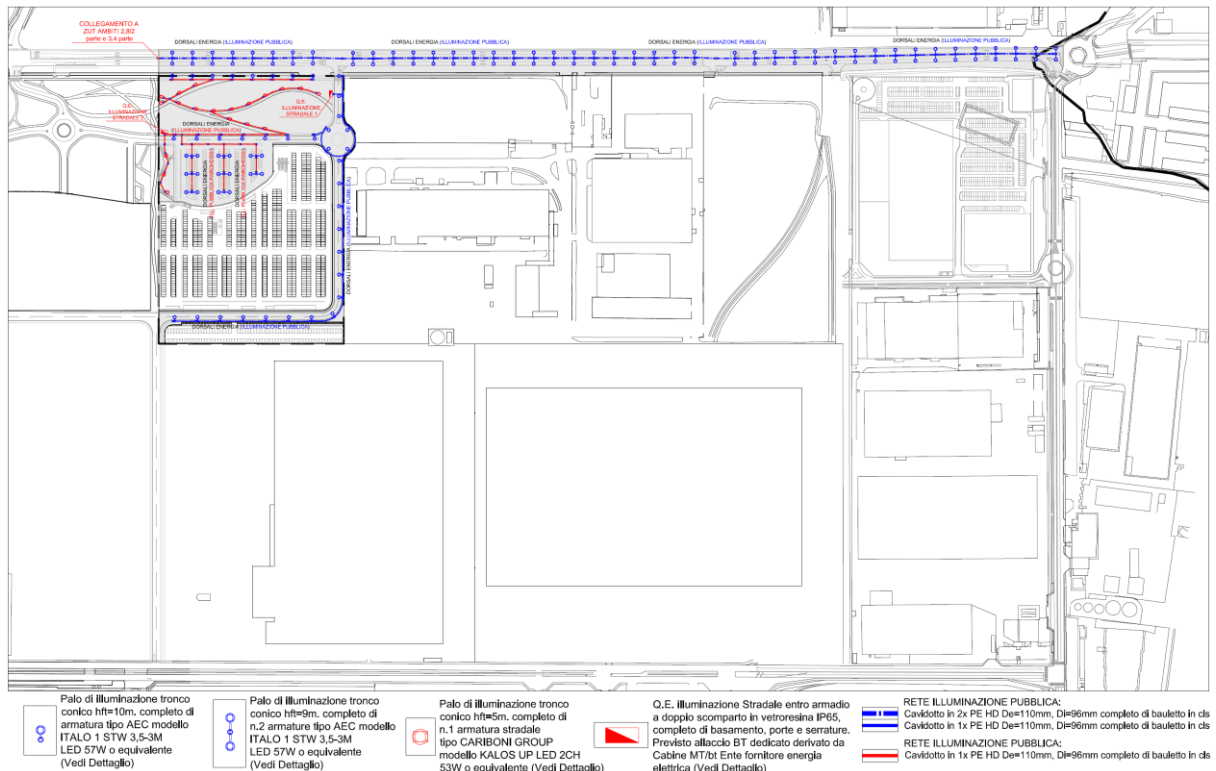 COLLEGAMENTO A
ZUT AMBITI 2.8/2
parte e 3.4 parte
DORSALI ENERGIA (ILLUMINAZIONE PUBBLICA)
DORSALI ENERGIA (ILLUMINAZIONE PUBBLICA)
DORSALI ENERGIA (ILLUMINAZIONE PUBBLICA)
DORSALI ENERGIA (ILLUMINAZIONE PUBBLICA)
Q.E.
ILLUMINAZIONE
STRADALE 2
Q.E.
ILLUMINAZIONE
STRADALE 1
DORSALI ENERGIA
(ILLUMINAZIONE PUBBLICA)
DORSALI ENERGIA
DORSALI ENERGIA
DORSALI ENERGIA (ILLUMINAZIONE PUBBLICA)
DORSALI ENERGIA (ILLUMINAZIONE PUBBLICA)
Palo di illuminazione tronco
conico hft=10m. completo di
armatura tipo AEC modello
ITALO 1 STW 3,5-3M
LED 57W o equivalente
(Vedi Dettaglio)
Palo di illuminazione tronco
conico hft=9m. completo di
n.2 armature tipo AEC modello
ITALO 1 STW 3,5-3M
LED 57W o equivalente
(Vedi Dettaglio)
Palo di illuminazione tronco
conico hft=5m. completo di
n.1 armatura stradale
tipo CARIBONI GROUP
modello KALOS UP LED 2CH
53W o equivalente (Vedi Dettaglio)
Q.E. illuminazione Stradale entro armadio
a doppio scomparto in vetroresina IP65,
completo di basamento, porte e serrature.
Previsto allaccio BT dedicato derivato da
Cabine MT/bt Ente fornitore energia
elettrica (Vedi Dettaglio)
RETE ILLUMINAZIONE PUBBLICA:
Cavidotto in 2x PE HD De=110mm, Di=96mm completo di bauletto in cls
Cavidotto in 1x PE HD De=110mm, Di=96mm completo di bauletto in cls
RETE ILLUMINAZIONE PUBBLICA:
Cavidotto in 1x PE HD De=110mm, Di=96mm completo di bauletto in cls